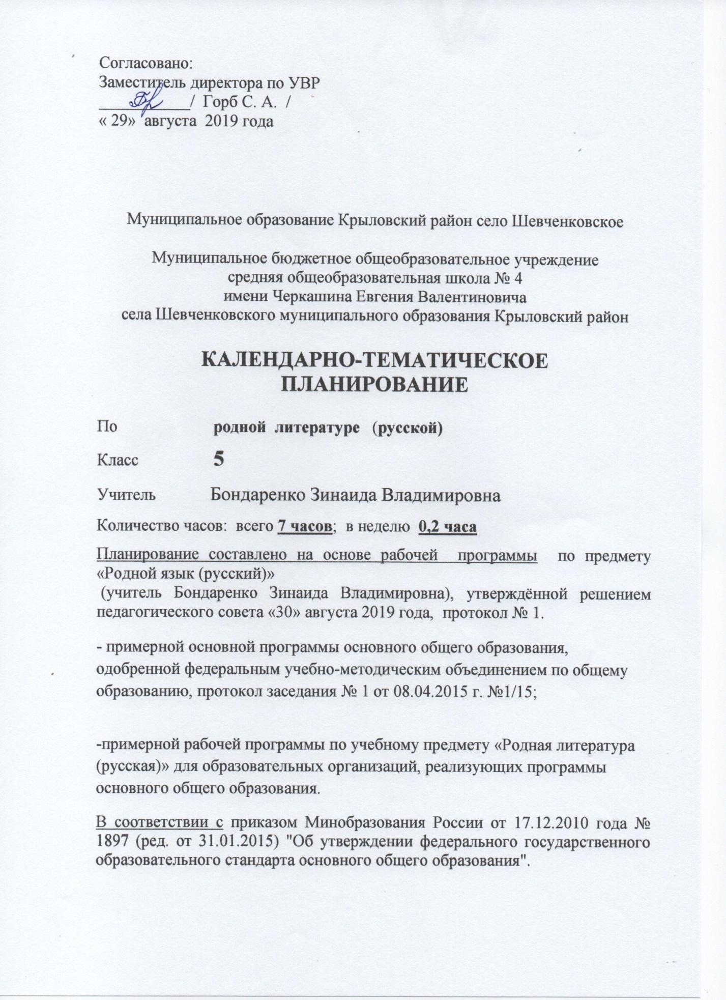 Согласовано:
Заместитель директора по УВР
___________/ Горб С. А. /
« 29» августа 2019 года
Муниципальное образование Крыловский район село Шевченковское
Муниципальное бюджетное общеобразовательное учреждение
средняя общеобразовательная школа № 4
имени Черкашина Евгения Валентиновича
села Шевченковского муниципального образования Крыловский район
КАЛЕНДАРНО-ТЕМАТИЧЕСКОЕ
ПЛАНИРОВАНИЕ
По родной литературе (русской)
Класс 5
Учитель Бондаренко Зинаида Владимировна
Количество часов: всего 7 часов; в неделю 0,2 часа
Планирование составлено на основе рабочей программы по предмету
«Родной язык (русский)»
(учитель Бондаренко Зинаида Владимировна), утверждённой решением
педагогического совета «30» августа 2019 года, протокол № 1.
- примерной основной программы основного общего образования,
одобренной федеральным учебно-методическим объединением по общему
образованию, протокол заседания № 1 от 08.04.2015 г. №1/15;
-примерной рабочей программы по учебному предмету «Родная литература
(русская)» для образовательных организаций, реализующих программы
основного общего образования.
В соответствии с приказом Минобразования России от 17.12.2010 года №
1897 (ред. от 31.01.2015) "Об утверждении федерального государственного
образовательного стандарта основного общего образования".